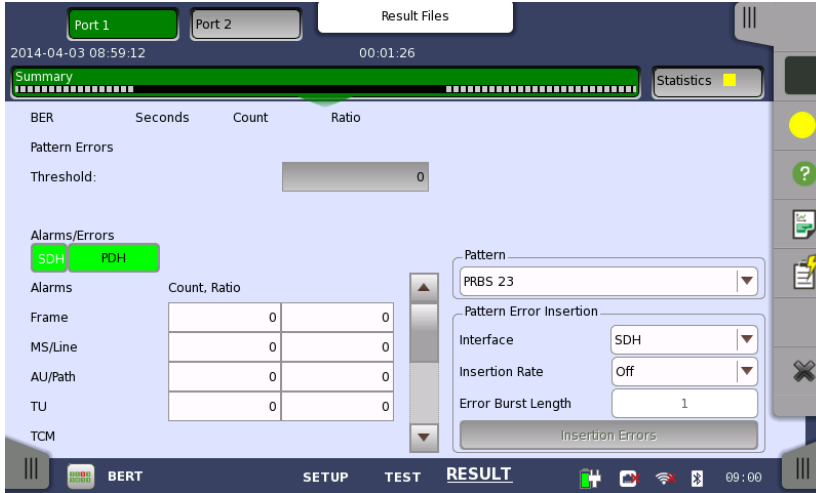 Port 1
Port 2
Result Files
2014-04-03 08:59:12
00:01:26
Summary
Statistics
BER Seconds Count Ratio
Pattern Errors
Threshold: 0
Alarms/Errors
SDH PDH
Alarms Count, Ratio
Frame 0 0
MS/Line 0 0
AU/Path 0 0
TU 0 0
TCM
Pattern
PRBS 23
Pattern Error Insertion
Interface SDH
Insertion Rate Off
Error Burst Length 1
Insertion Errors
?
BERT SETUP TEST RESULT 09:00